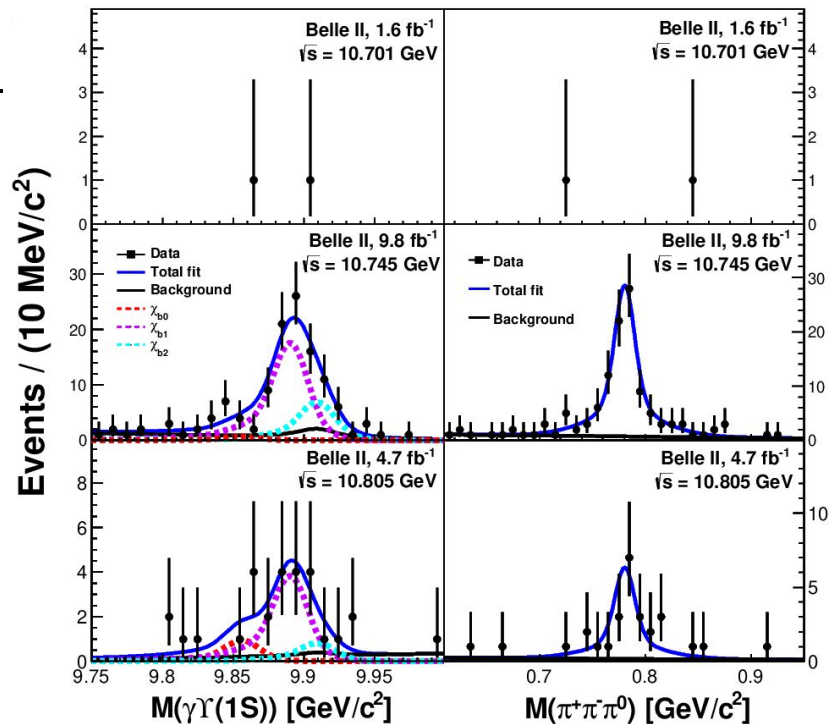 Events / (10 MeV/c²)
Belle II, 1.6 fb⁻¹
√s = 10.701 GeV
4
3
2
1
0
Belle II, 1.6 fb⁻¹
√s = 10.701 GeV
4
3
2
1
0
Belle II, 9.8 fb⁻¹
√s = 10.745 GeV
Data
Total fit
Background
χb0
χb1
χb2
30
20
10
0
Belle II, 9.8 fb⁻¹
√s = 10.745 GeV
Data
Total fit
Background
30
20
10
0
Belle II, 4.7 fb⁻¹
√s = 10.805 GeV
8
6
4
2
0
Belle II, 4.7 fb⁻¹
√s = 10.805 GeV
10
5
0
9.75 9.8 9.85 9.9 9.95
0.7 0.8 0.9
M(γΥ(1S)) [GeV/c²]
M(π⁺π⁻π⁰) [GeV/c²]